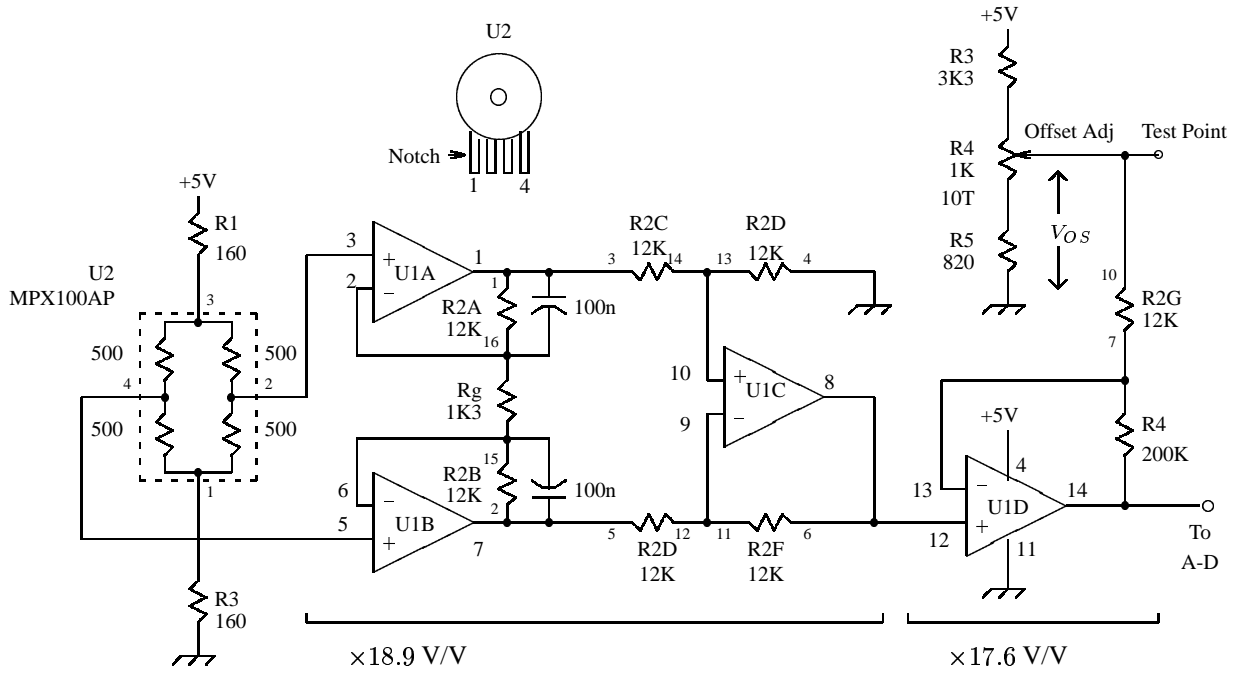 U2
Notch
1
4
+5V
R3
3K3
R4
1K
10T
R5
820
Offset Adj
Test Point
V_OS
10
R2G
12K
7
+5V
R1
160
U2
MPX100AP
3
500
500
4
2
500
500
1
R3
160
3
2
+
−
U1A
1
1
R2A
12K
16
100n
Rg
1K3
15
R2B
12K
2
100n
6
5
−
+
U1B
7
3
R2C
12K
14
13
R2D
12K
4
10
9
+
−
U1C
8
5
R2D
12K
12
11
R2F
12K
6
+5V
4
13
12
−
+
U1D
14
11
R4
200K
To
A-D
×18.9 V/V
×17.6 V/V